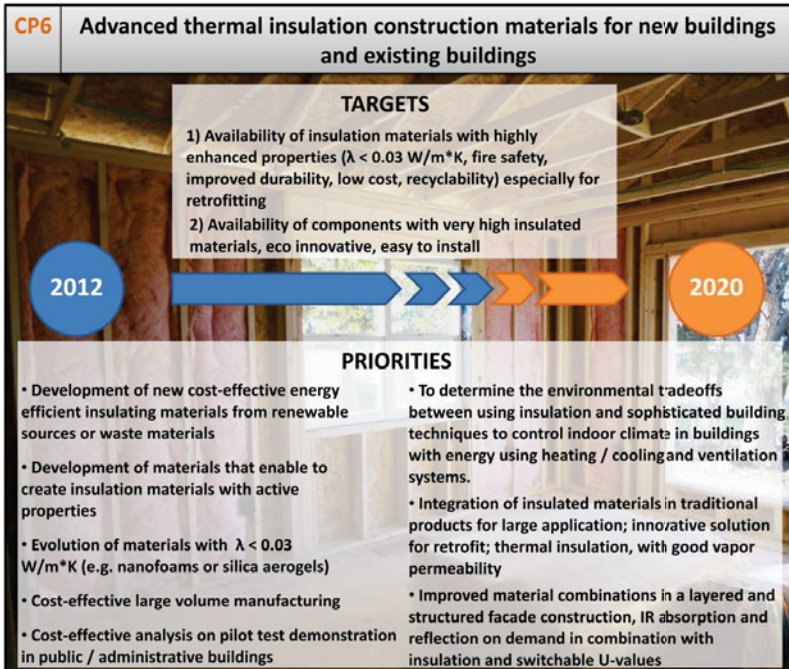 CP6
Advanced thermal insulation construction materials for new buildings
and existing buildings
TARGETS
1) Availability of insulation materials with highly
enhanced properties (λ < 0.03 W/m*K, fire safety,
improved durability, low cost, recyclability) especially for
retrofitting
2) Availability of components with very high insulated
materials, eco innovative, easy to install
2012
2020
PRIORITIES
• Development of new cost-effective energy
efficient insulating materials from renewable
sources or waste materials
• Development of materials that enable to
create insulation materials with active
properties
• Evolution of materials with λ < 0.03
W/m*K (e.g. nanofoams or silica aerogels)
• Cost-effective large volume manufacturing
• Cost-effective analysis on pilot test demonstration
in public / administrative buildings
• To determine the environmental tradeoffs
between using insulation and sophisticated building
techniques to control indoor climate in buildings
with energy using heating / cooling and ventilation
systems.
• Integration of insulated materials in traditional
products for large application; innovative solution
for retrofit; thermal insulation, with good vapor
permeability
• Improved material combinations in a layered and
structured facade construction, IR absorption and
reflection on demand in combination with
insulation and switchable U-values